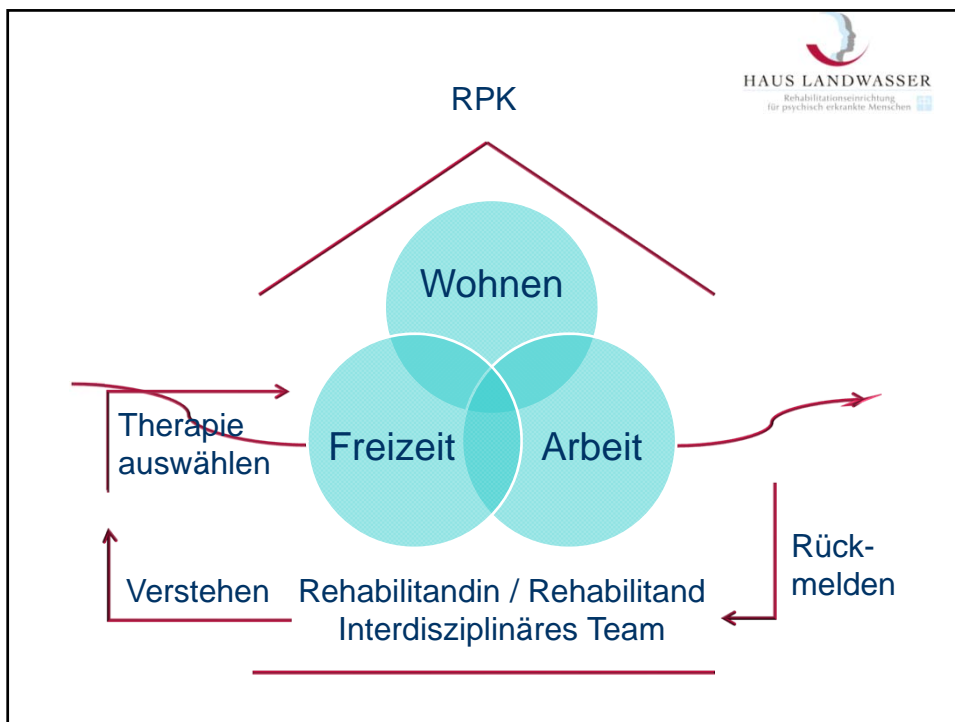 HAUS LANDWASSER
Rehabilitationseinrichtung
für psychisch erkrankte Menschen
RPK
Wohnen
Freizeit
Arbeit
Therapie
auswählen
Verstehen
Rehabilitandin / Rehabilitand
Interdisziplinäres Team
Rück-
melden